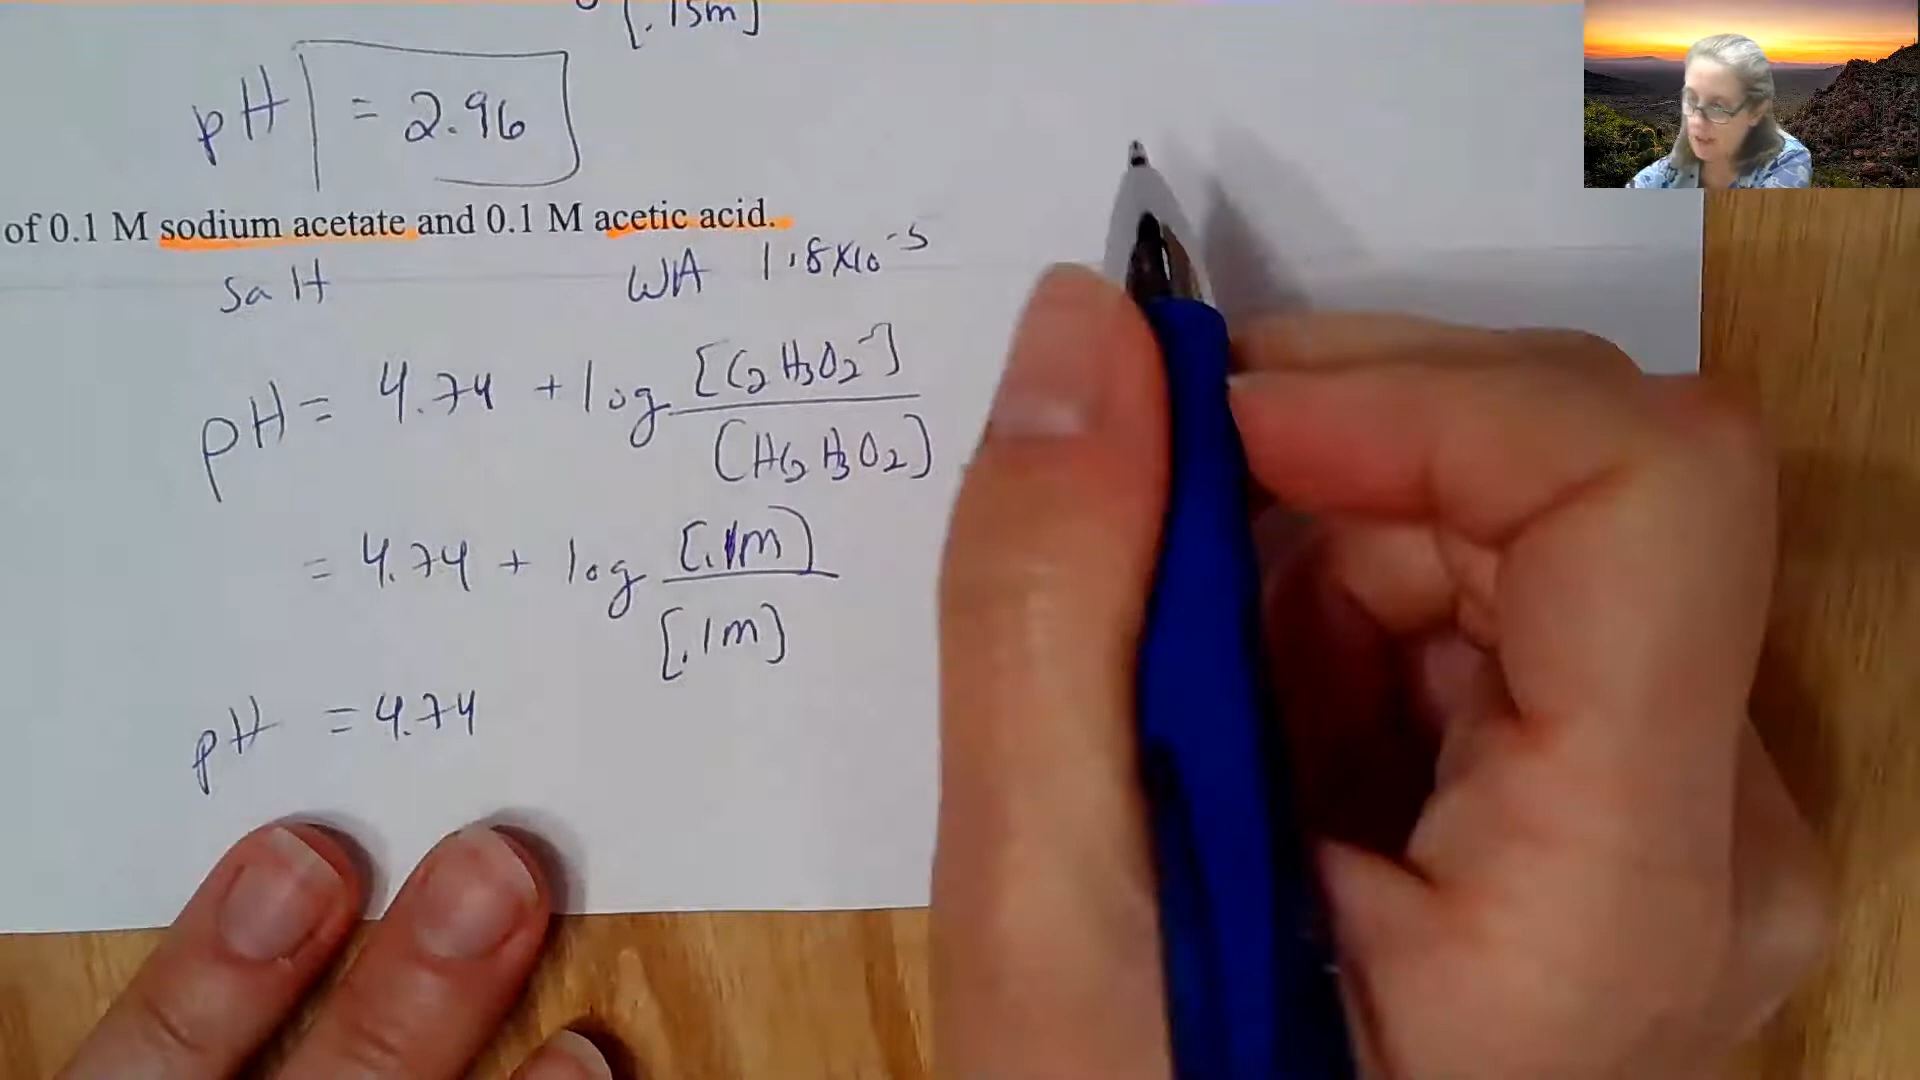 [.15m]
pH = 2.96
of 0.1 M sodium acetate and 0.1 M acetic acid.
Salt WA 1.8x10⁻⁵
pH = 4.74 + log [C₂H₃O₂⁻]
(HC₂H₃O₂)
= 4.74 + log [.1m)
[.1m]
pH = 4.74